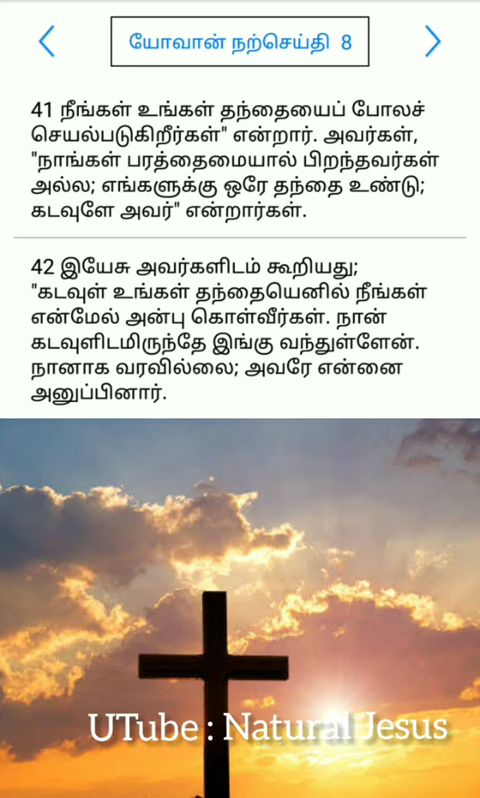 யோவான் நற்செய்தி 8
41 நீங்கள் உங்கள் தந்தையைப் போலச்
செயல்படுகிறீர்கள்" என்றார். அவர்கள்,
"நாங்கள் பரத்தைமையால் பிறந்தவர்கள்
அல்ல; எங்களுக்கு ஒரே தந்தை உண்டு;
கடவுளே அவர்" என்றார்கள்.
42 இயேசு அவர்களிடம் கூறியது;
"கடவுள் உங்கள் தந்தையெனில் நீங்கள்
என்மேல் அன்பு கொள்வீர்கள். நான்
கடவுளிடமிருந்தே இங்கு வந்துள்ளேன்.
நானாக வரவில்லை; அவரே என்னை
அனுப்பினார்.
UTube : Natural Jesus